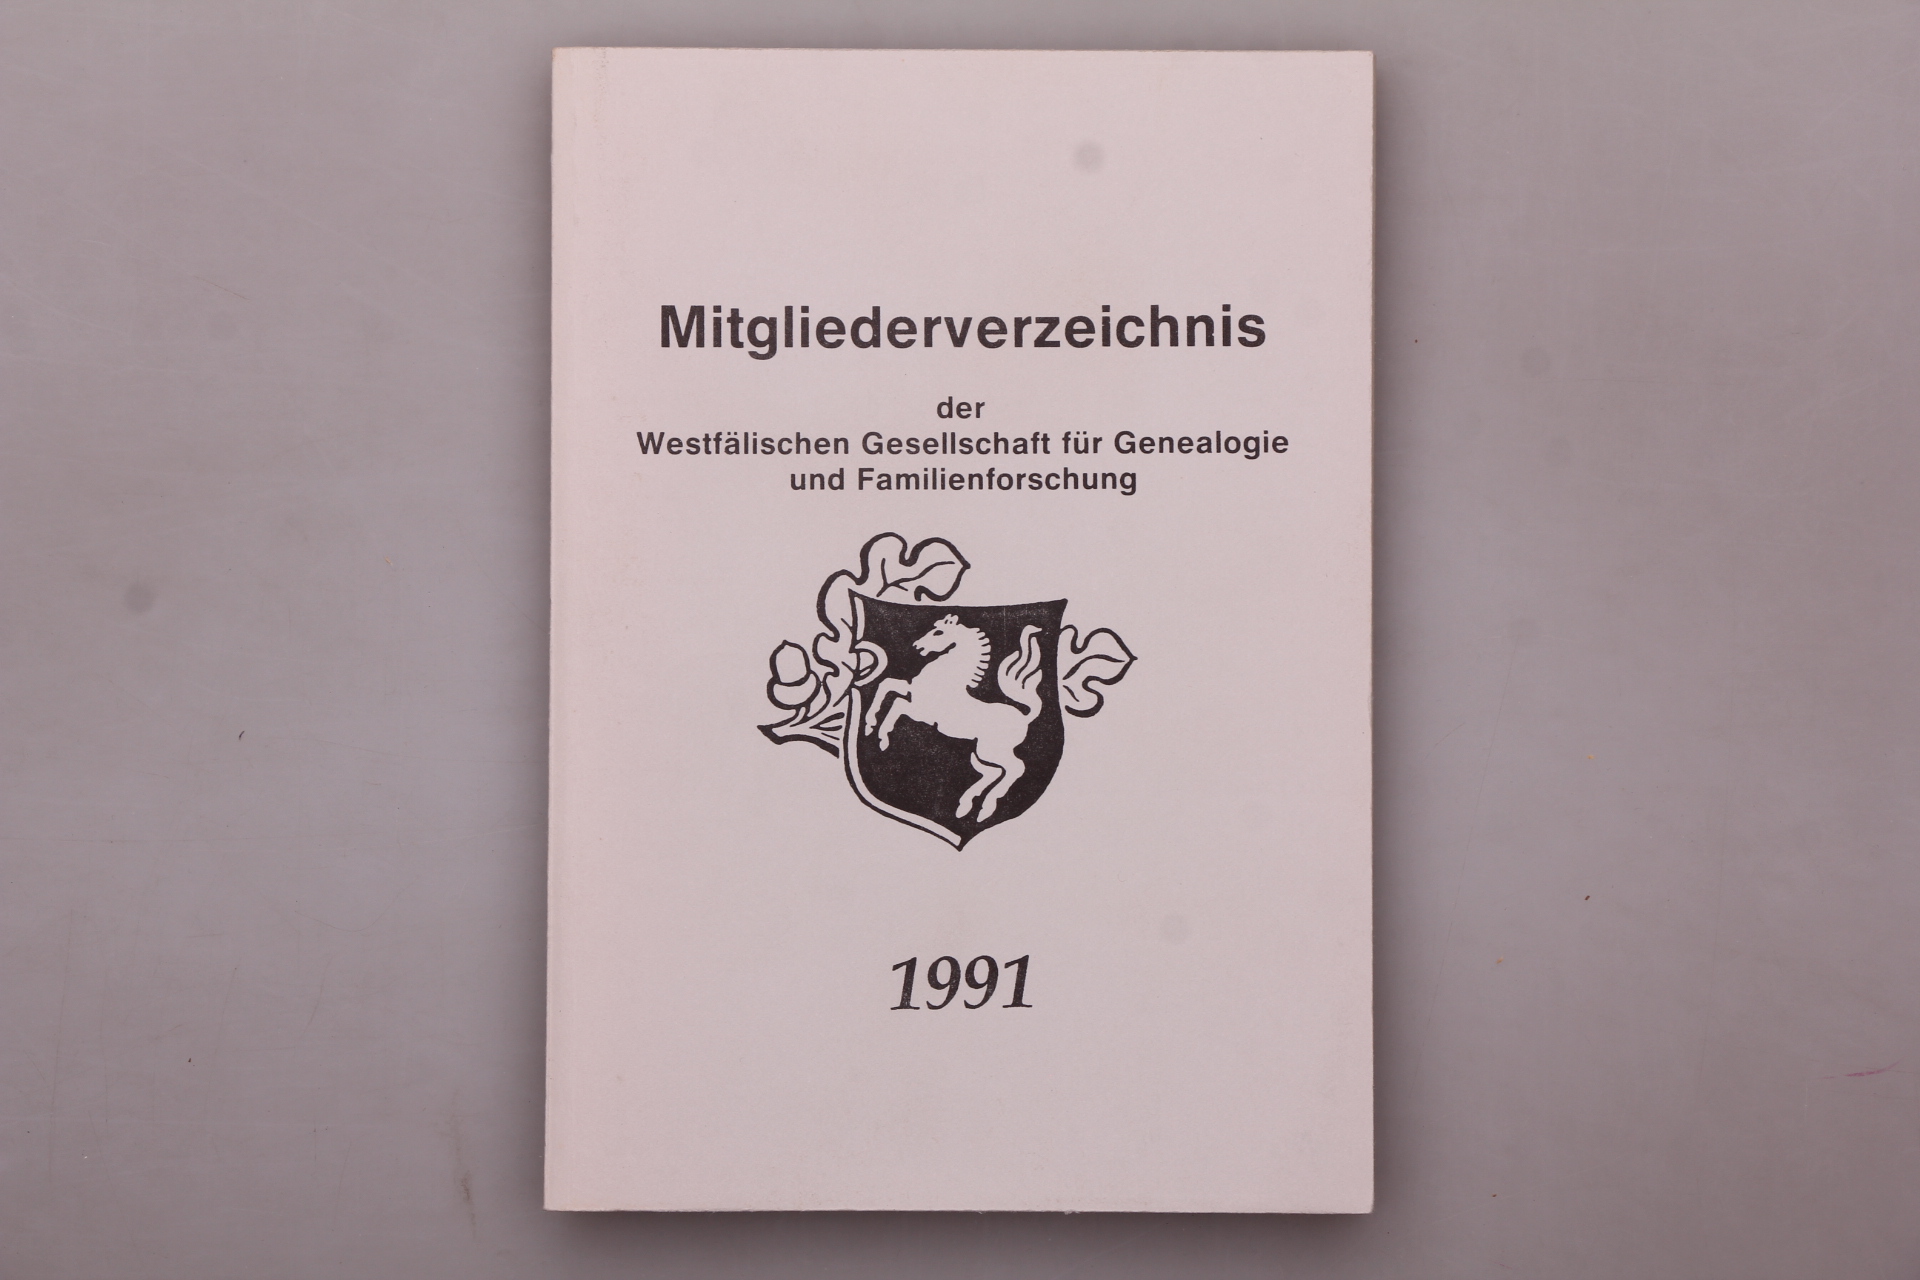 Mitgliederverzeichnis
der
Westfälischen Gesellschaft für Genealogie
und Familienforschung
1991